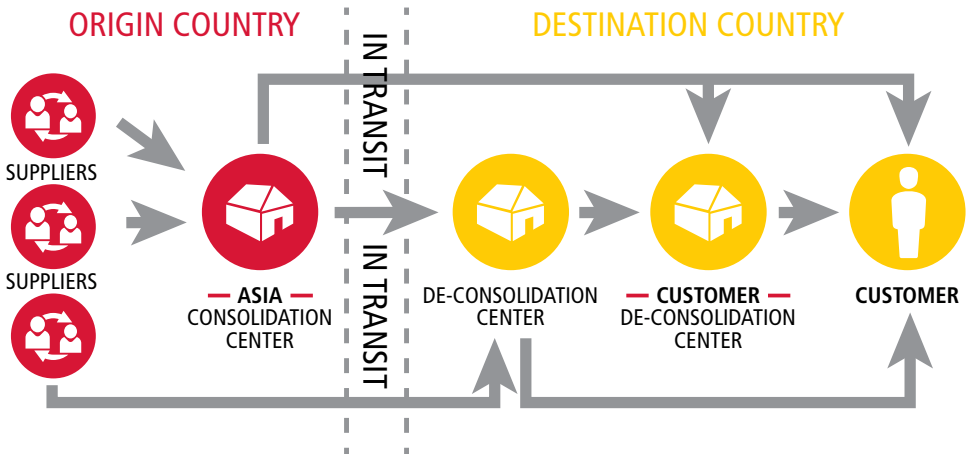 ORIGIN COUNTRY
IN TRANSIT
DESTINATION COUNTRY
SUPPLIERS
SUPPLIERS
ASIA
CONSOLIDATION
CENTER
IN TRANSIT
DE-CONSOLIDATION
CENTER
CUSTOMER
DE-CONSOLIDATION
CENTER
CUSTOMER